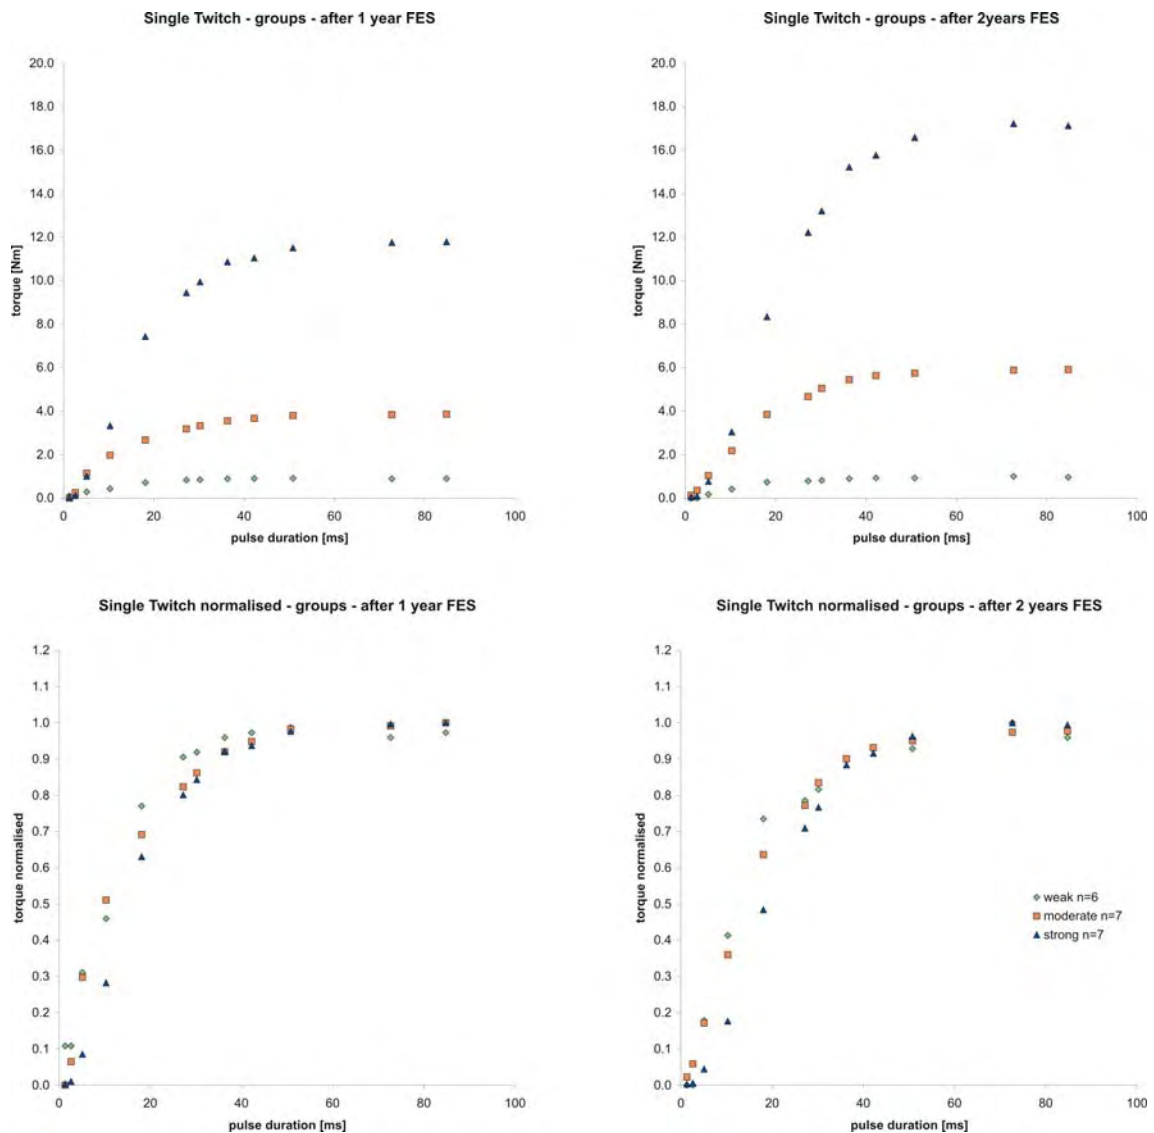 Single Twitch - groups - after 1 year FES
20.0
18.0
16.0
14.0
12.0
10.0
8.0
6.0
4.0
2.0
0.0
torque [Nm]
0 20 40 60 80 100
pulse duration [ms]
Single Twitch - groups - after 2years FES
20.0
18.0
16.0
14.0
12.0
10.0
8.0
6.0
4.0
2.0
0.0
torque [Nm]
0 20 40 60 80 100
pulse duration [ms]
Single Twitch normalised - groups - after 1 year FES
1.2
1.1
1.0
0.9
0.8
0.7
0.6
0.5
0.4
0.3
0.2
0.1
0.0
torque normalised
0 20 40 60 80 100
pulse duration [ms]
Single Twitch normalised - groups - after 2 years FES
1.2
1.1
1.0
0.9
0.8
0.7
0.6
0.5
0.4
0.3
0.2
0.1
0.0
torque normalised
0 20 40 60 80 100
pulse duration [ms]
weak n=6
moderate n=7
strong n=7